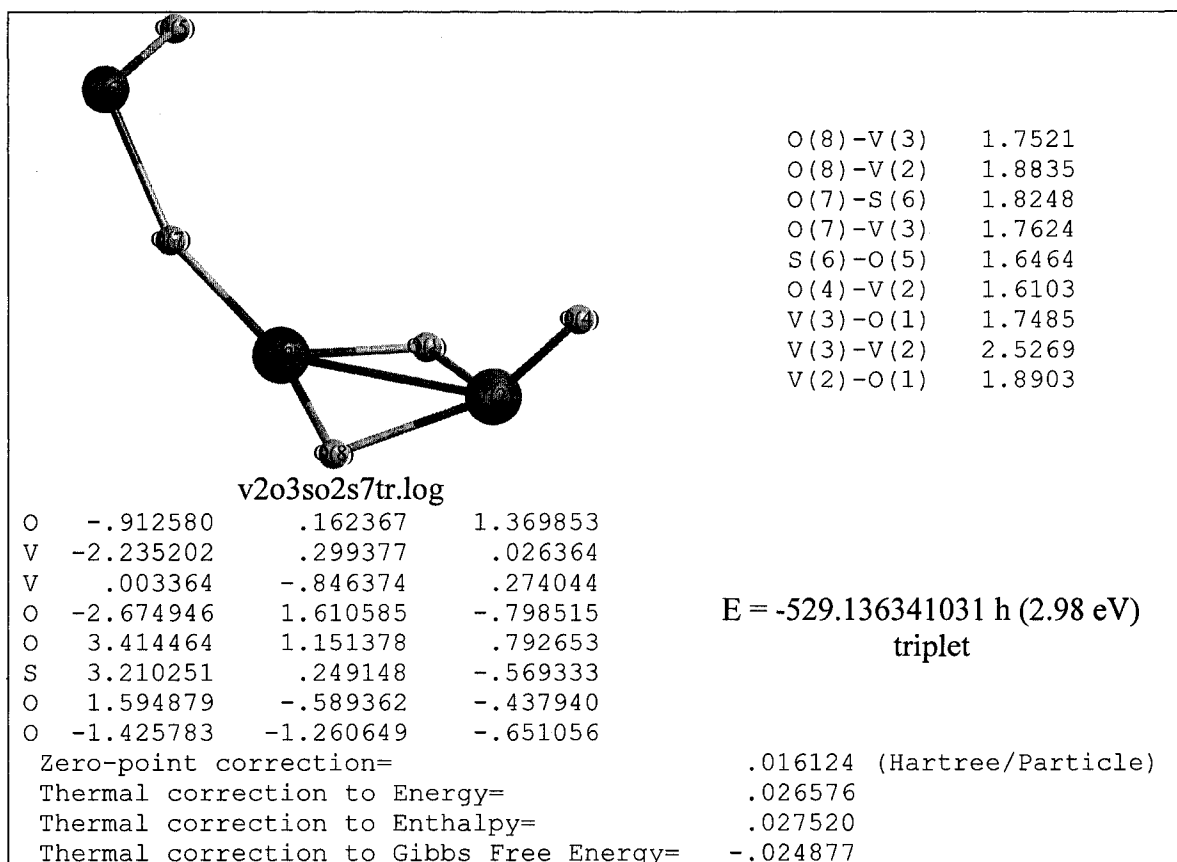 O(8)-V(3) 1.7521
O(8)-V(2) 1.8835
O(7)-S(6) 1.8248
O(7)-V(3) 1.7624
S(6)-O(5) 1.6464
O(4)-V(2) 1.6103
V(3)-O(1) 1.7485
V(3)-V(2) 2.5269
V(2)-O(1) 1.8903
v2o3so2s7tr.log
O -.912580 .162367 1.369853
V -2.235202 .299377 .026364
V .003364 -.846374 .274044
O -2.674946 1.610585 -.798515
O 3.414464 1.151378 .792653
S 3.210251 .249148 -.569333
O 1.594879 -.589362 -.437940
O -1.425783 -1.260649 -.651056
E = -529.136341031 h (2.98 eV)
triplet
Zero-point correction= .016124 (Hartree/Particle)
Thermal correction to Energy= .026576
Thermal correction to Enthalpy= .027520
Thermal correction to Gibbs Free Energy= -.024877